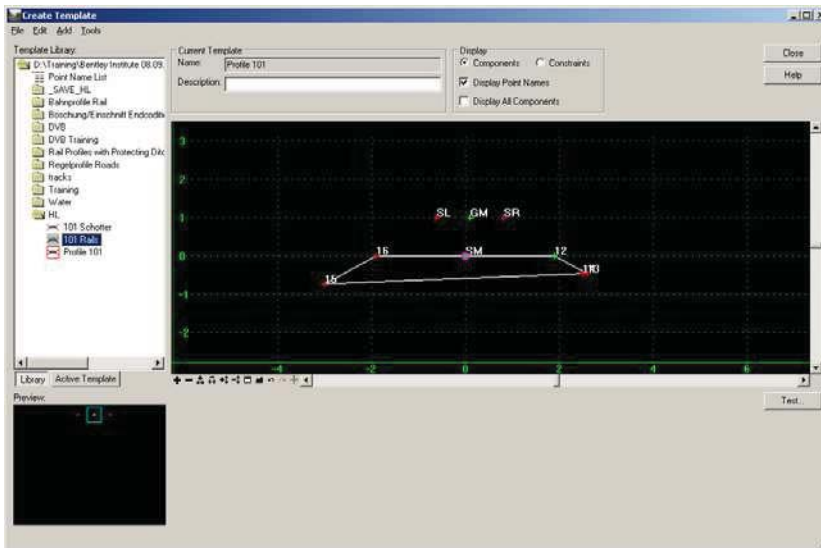 Create Template
File Edit Add Tools
Template Library:
D:\Training\Bentley Institute 08.09.
Point Name List
_SAVE_HL
Bahnprofile Rail
Boschung/Einschnitt Endconditi
DVB
DVB Training
Rail Profiles with Protecting Ditc
Regelprofile Roads
tracks
Training
Water
HL
101 Schotter
101 Rails
Profile 101
Library Active Template
Preview:
Current Template
Name: Profile 101
Description:
Display
Components Constraints
Display Point Names
Display All Components
Close
Help
3
2
1
0
-1
-2
SL GM SR
16 SM 12
15
-4 -2 0 2 4 6
Test...